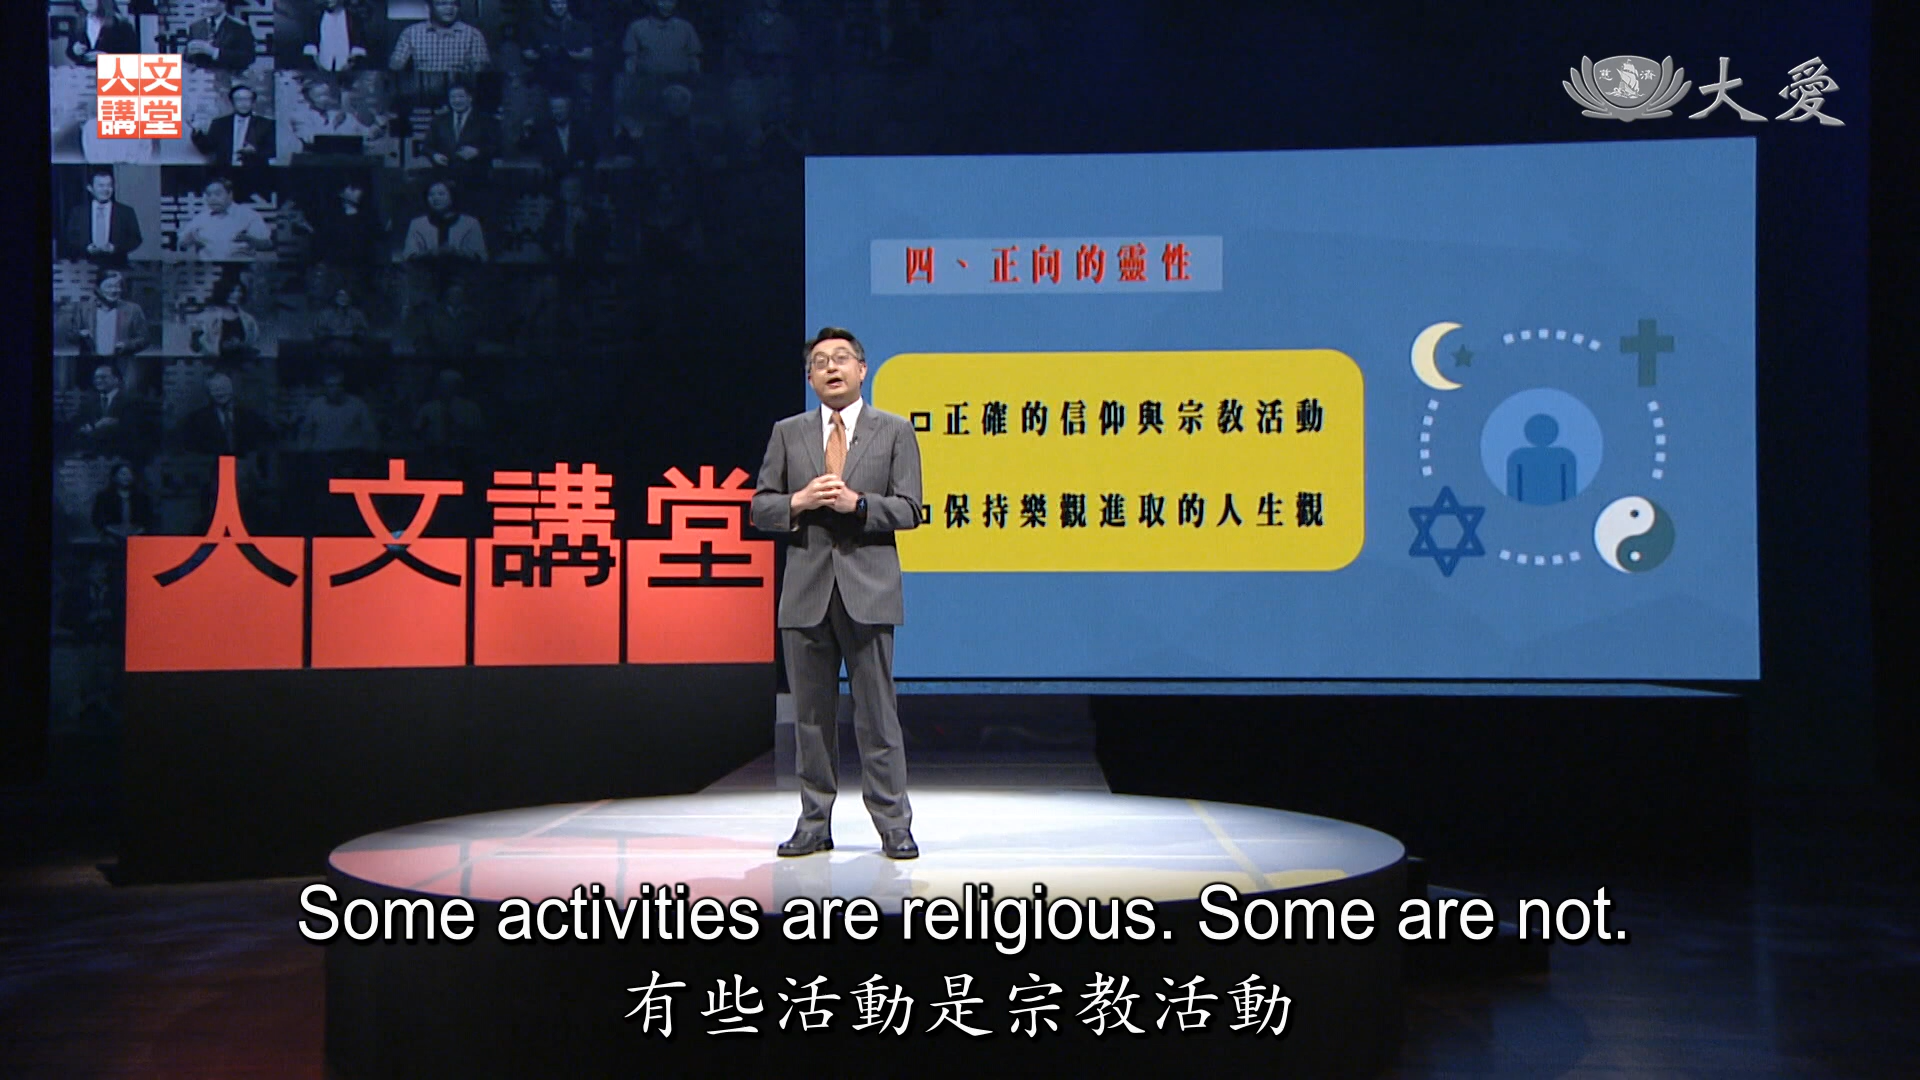 人文
講堂
慈濟
大愛
四、正向的靈性
正確的信仰與宗教活動
保持樂觀進取的人生觀
人文講堂
Some activities are religious. Some are not.
有些活動是宗教活動